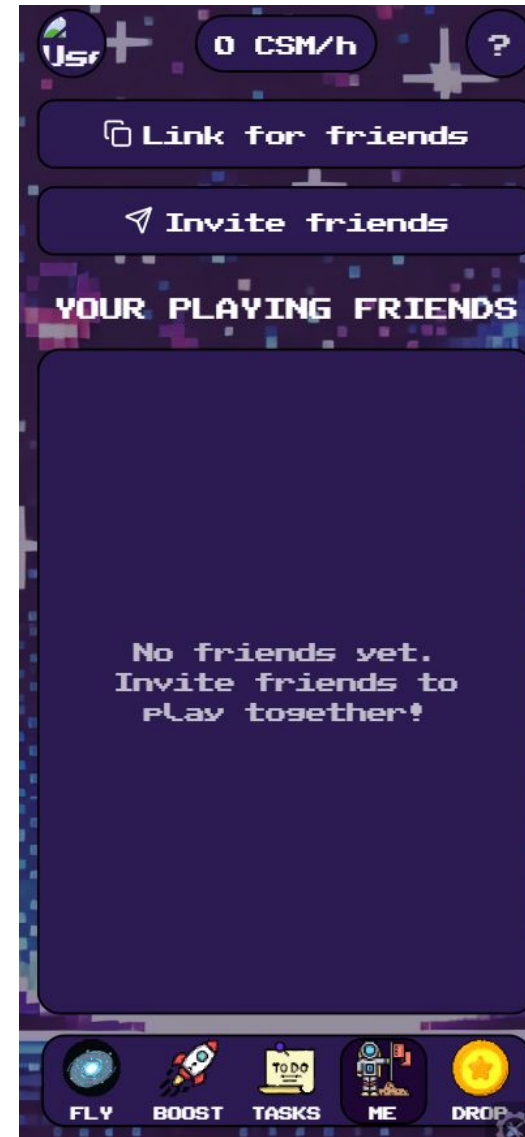 Use
0 CSM/h
?
Link for friends
Invite friends
YOUR PLAYING FRIENDS
No friends yet.
Invite friends to
play together!
TO DO
FLY
BOOST
TASKS
ME
DROP